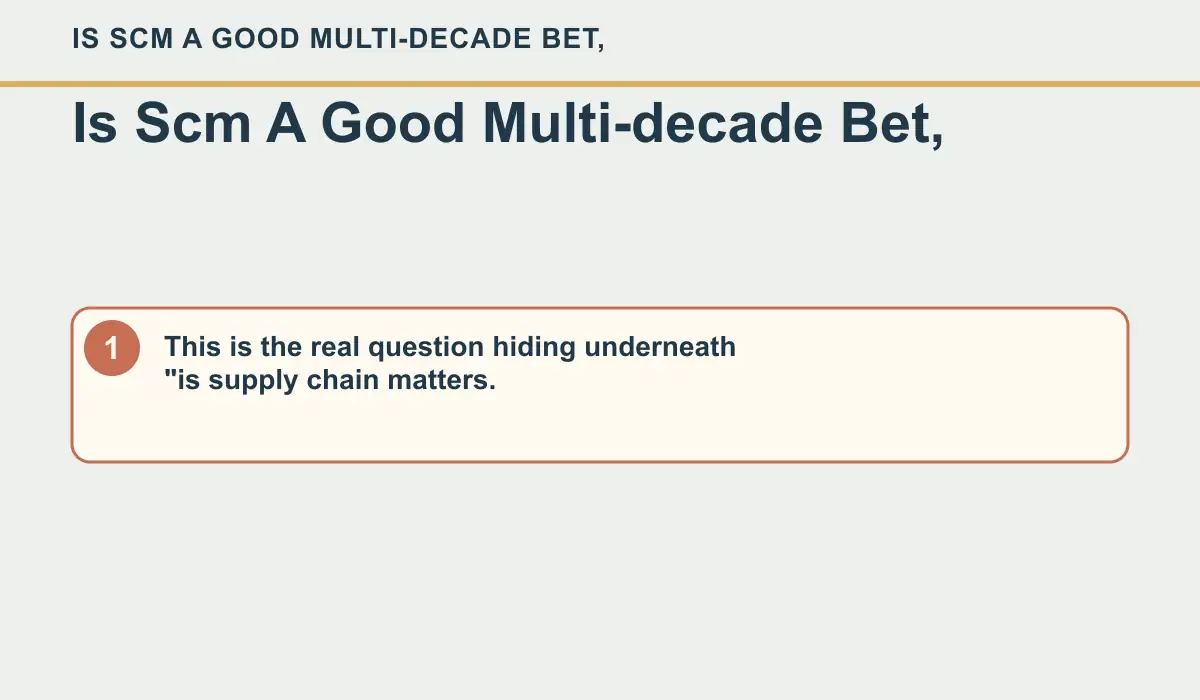 IS SCM A GOOD MULTI-DECADE BET,
Is Scm A Good Multi-decade Bet,
1
This is the real question hiding underneath
"is supply chain matters.